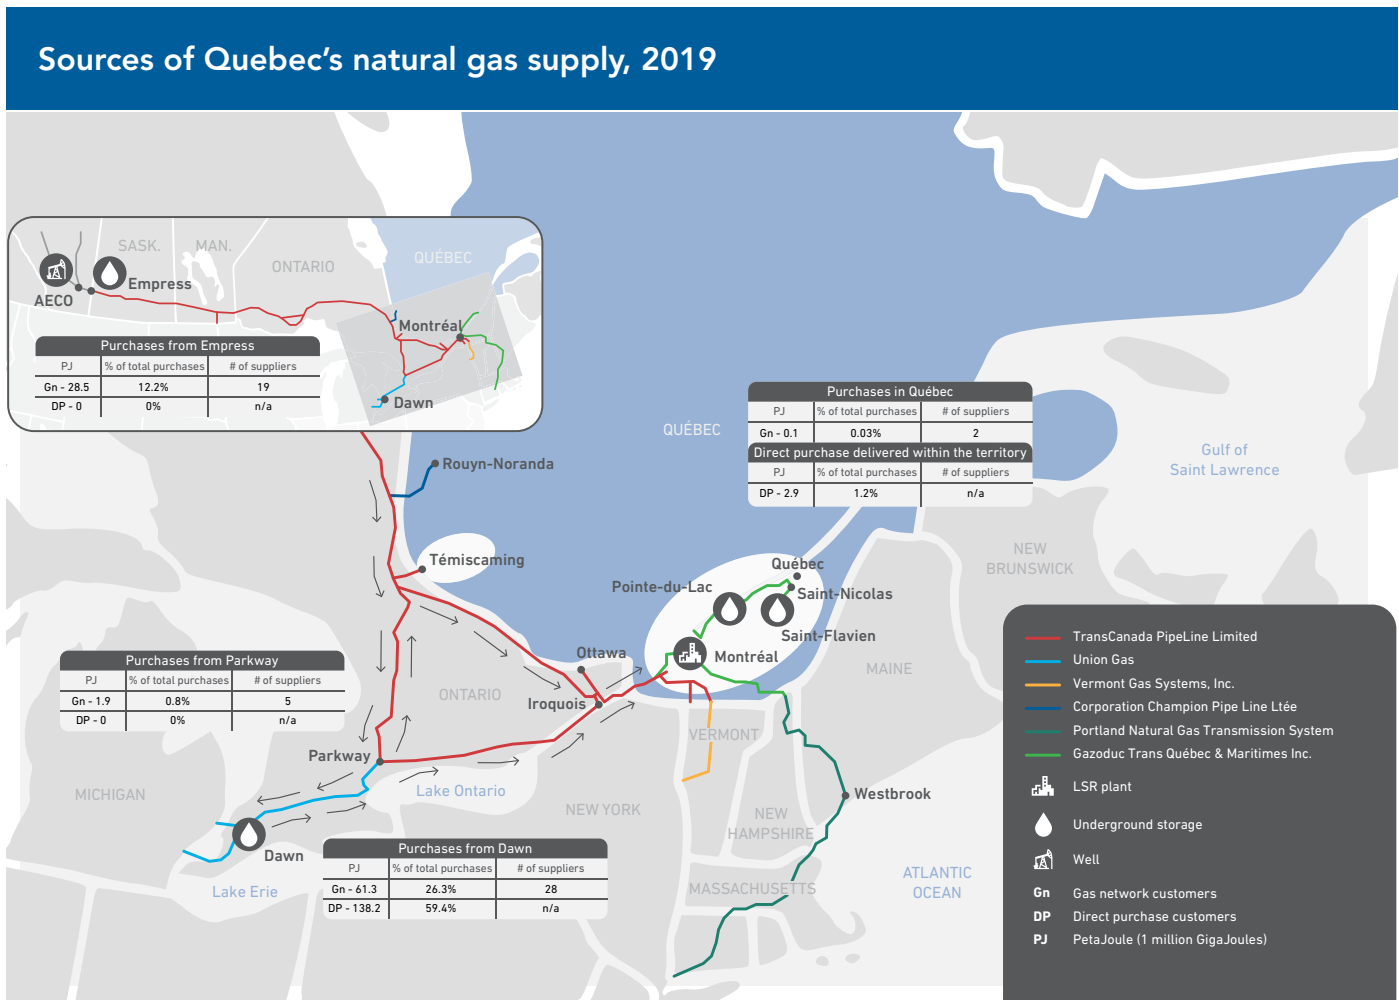 Sources of Quebec's natural gas supply, 2019
SASK.
MAN.
ONTARIO
QUÉBEC
AECO
Empress
Montréal
Dawn
Purchases from Empress
PJ % of total purchases # of suppliers
Gn - 28.5 12.2% 19
DP - 0 0% n/a
Rouyn-Noranda
Témiscaming
QUÉBEC
Purchases in Québec
PJ % of total purchases # of suppliers
Gn - 0.1 0.03% 2
Direct purchase delivered within the territory
PJ % of total purchases # of suppliers
DP - 2.9 1.2% n/a
Gulf of
Saint Lawrence
NEW
BRUNSWICK
Québec
Pointe-du-Lac
Saint-Nicolas
Saint-Flavien
Montréal
MAINE
Ottawa
Iroquois
ONTARIO
Purchases from Parkway
PJ % of total purchases # of suppliers
Gn - 1.9 0.8% 5
DP - 0 0% n/a
Parkway
MICHIGAN
Lake Ontario
VERMONT
NEW YORK
NEW
HAMPSHIRE
Westbrook
Dawn
Lake Erie
Purchases from Dawn
PJ % of total purchases # of suppliers
Gn - 61.3 26.3% 28
DP - 138.2 59.4% n/a
MASSACHUSETTS
ATLANTIC
OCEAN
TransCanada PipeLine Limited
Union Gas
Vermont Gas Systems, Inc.
Corporation Champion Pipe Line Ltée
Portland Natural Gas Transmission System
Gazoduc Trans Québec & Maritimes Inc.
LSR plant
Underground storage
Well
Gn Gas network customers
DP Direct purchase customers
PJ PetaJoule (1 million GigaJoules)